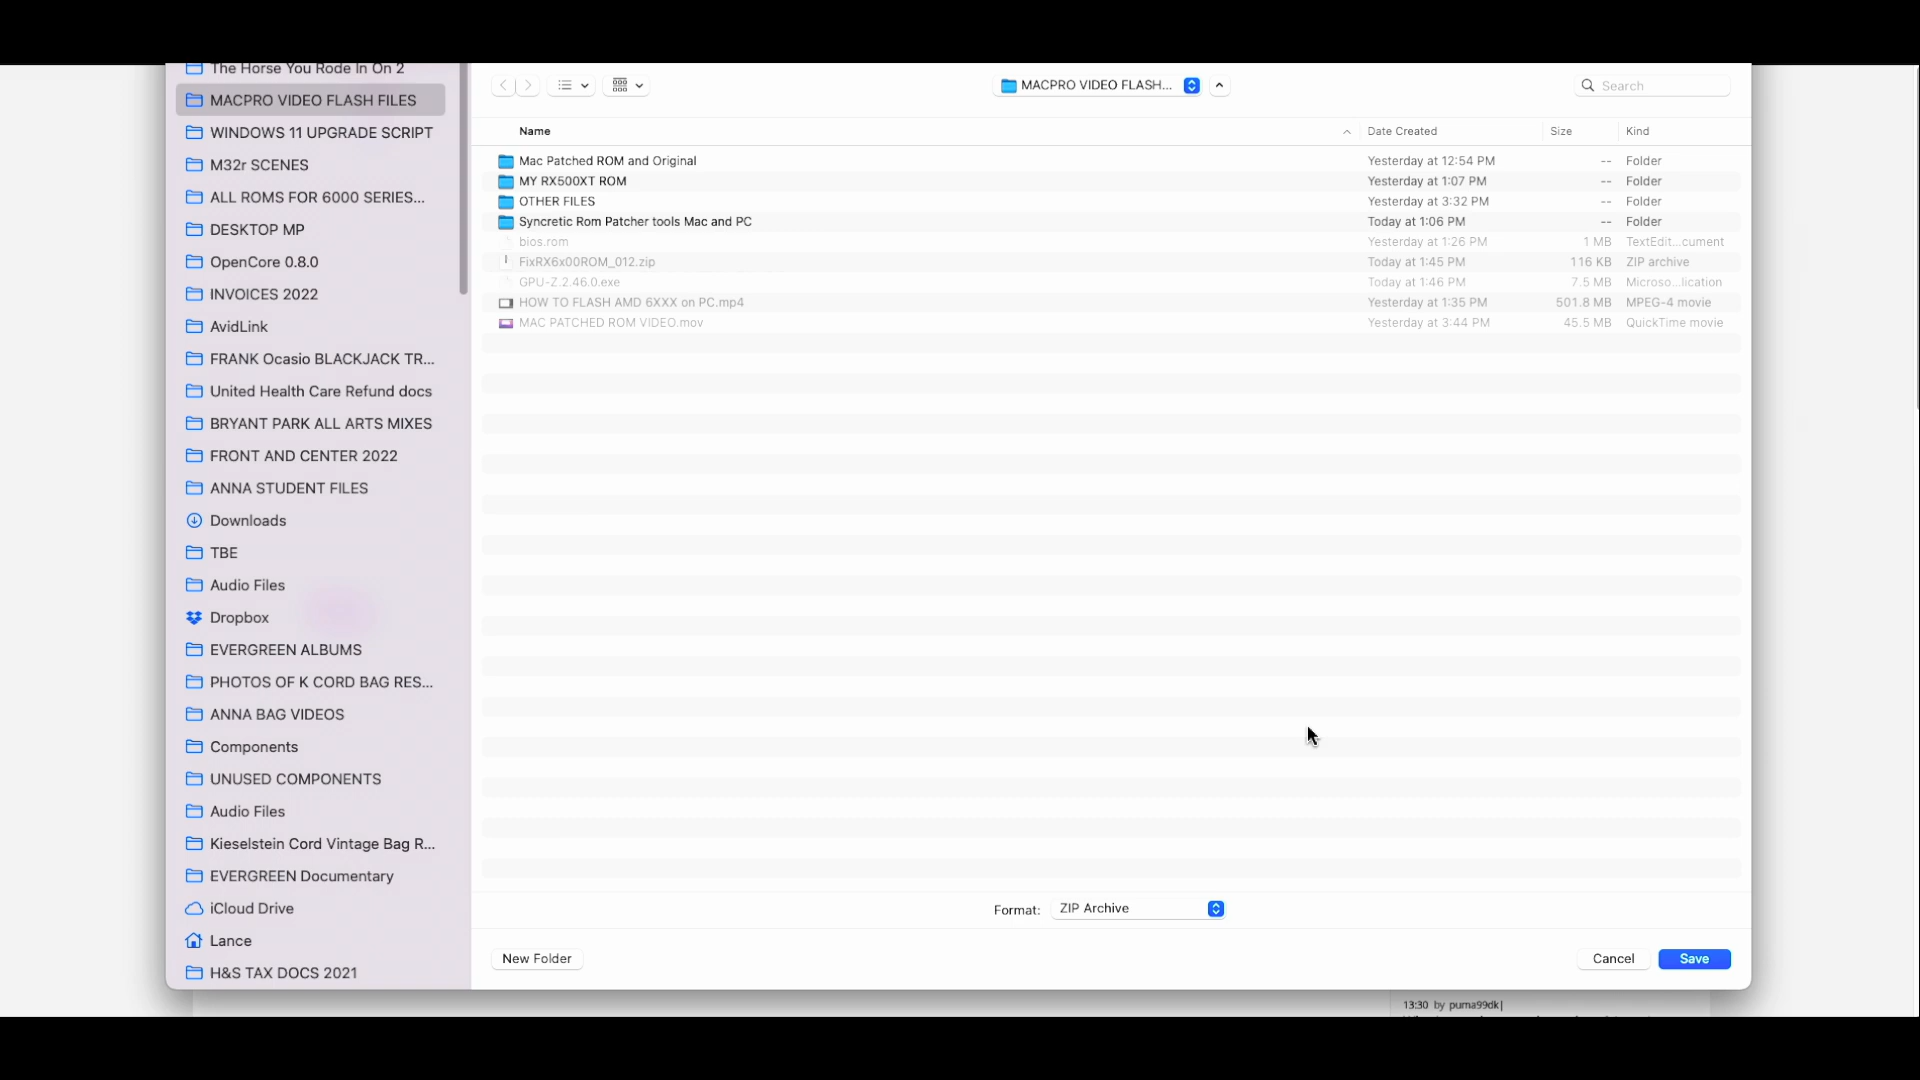 The Horse You Rode In On 2
MACPRO VIDEO FLASH FILES
WINDOWS 11 UPGRADE SCRIPT
M32r SCENES
ALL ROMS FOR 6000 SERIES...
DESKTOP MP
OpenCore 0.8.0
INVOICES 2022
AvidLink
FRANK Ocasio BLACKJACK TR...
United Health Care Refund docs
BRYANT PARK ALL ARTS MIXES
FRONT AND CENTER 2022
ANNA STUDENT FILES
Downloads
TBE
Audio Files
Dropbox
EVERGREEN ALBUMS
PHOTOS OF K CORD BAG RES...
ANNA BAG VIDEOS
Components
UNUSED COMPONENTS
Audio Files
Kieselstein Cord Vintage Bag R...
EVERGREEN Documentary
iCloud Drive
Lance
H&S TAX DOCS 2021
MACPRO VIDEO FLASH... Search
Name Date Created Size Kind
Mac Patched ROM and Original Yesterday at 12:54 PM -- Folder
MY RX500XT ROM Yesterday at 1:07 PM -- Folder
OTHER FILES Yesterday at 3:32 PM -- Folder
Syncretic Rom Patcher tools Mac and PC Today at 1:06 PM -- Folder
bios.rom Yesterday at 1:26 PM 1 MB TextEdit...cument
FixRX6x00ROM_012.zip Today at 1:45 PM 116 KB ZIP archive
GPU-Z.2.46.0.exe Today at 1:46 PM 7.5 MB Microso...lication
HOW TO FLASH AMD 6XXX on PC.mp4 Yesterday at 1:35 PM 501.8 MB MPEG-4 movie
MAC PATCHED ROM VIDEO.mov Yesterday at 3:44 PM 45.5 MB QuickTime movie
Format: ZIP Archive
New Folder Cancel Save
13:30 by puma99dk|